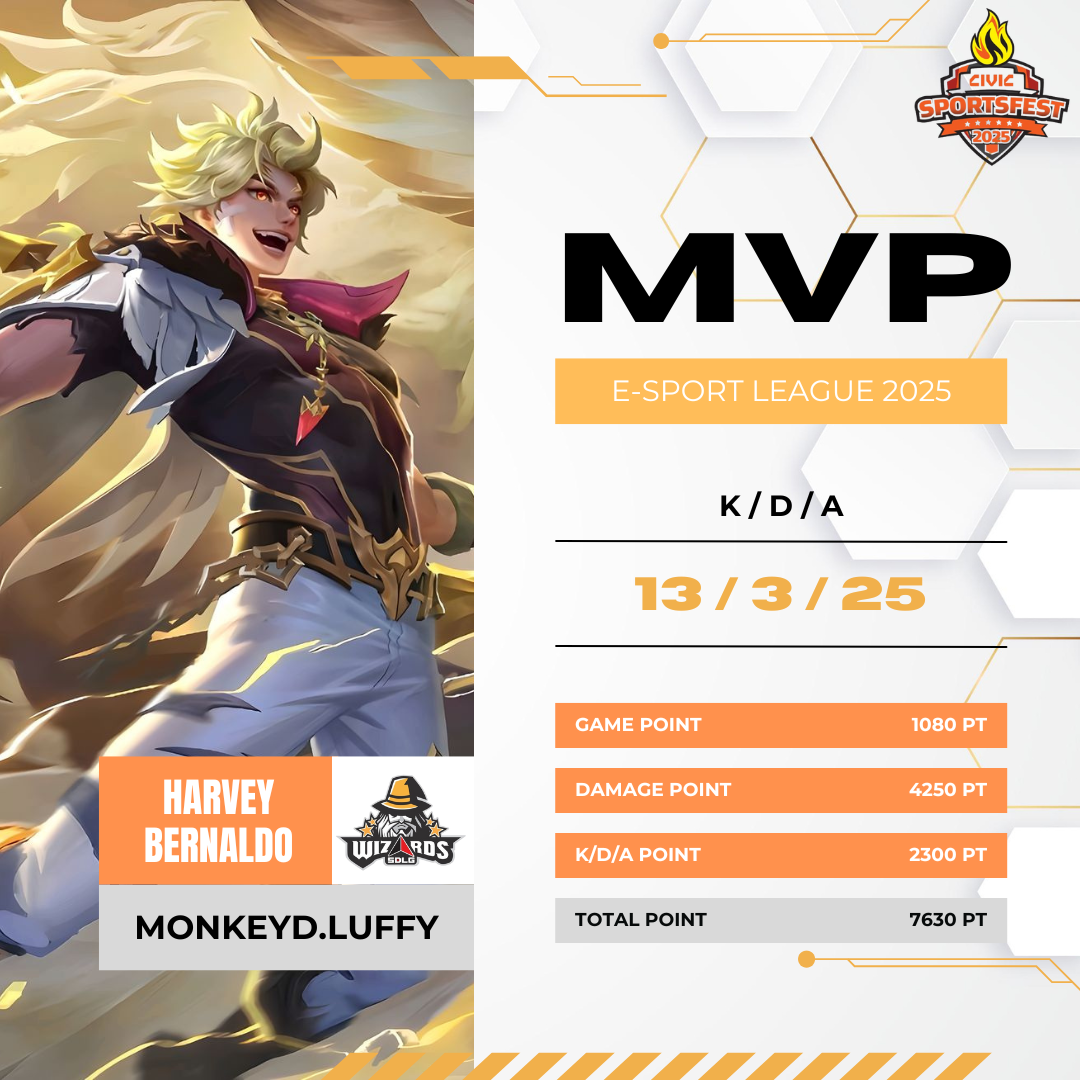 CIVIC
SPORTSFEST
2025
MVP
E-SPORT LEAGUE 2025
K / D / A
13 / 3 / 25
GAME POINT 1080 PT
DAMAGE POINT 4250 PT
K/D/A POINT 2300 PT
TOTAL POINT 7630 PT
HARVEY
BERNALDO
WIZARDS
SDLG
MONKEYD.LUFFY